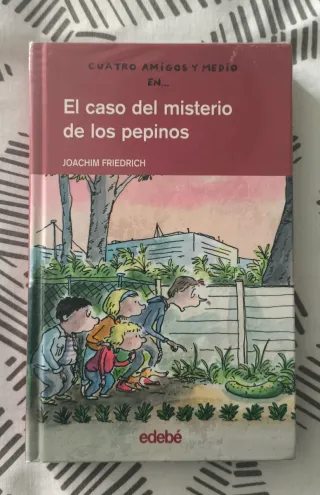 CUATRO AMIGOS Y MEDIO
EN...
El caso del misterio
de los pepinos
JOACHIM FRIEDRICH
edebé